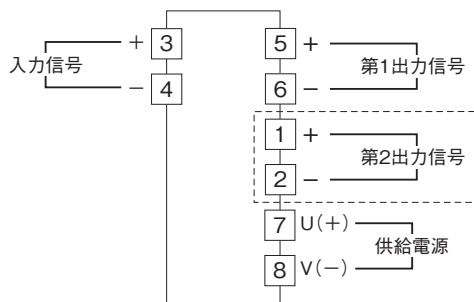 + 3
入力信号
− 4
5 +
第1出力信号
6 −
1 +
第2出力信号
2 −
7 U(+)
供給電源
8 V(−)